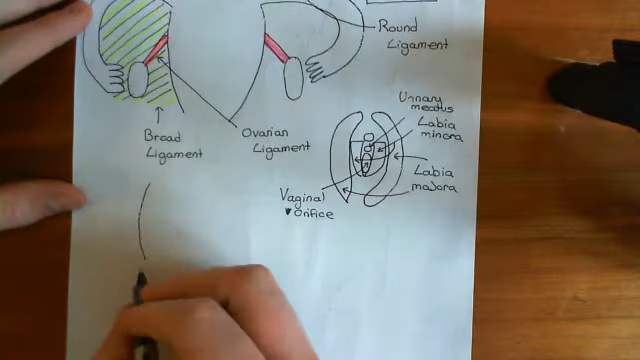 Round
Ligament
Broad
Ligament
Ovarian
Ligament
Urinary
meatus
Labia
minora
Labia
majora
Vaginal
Orifice